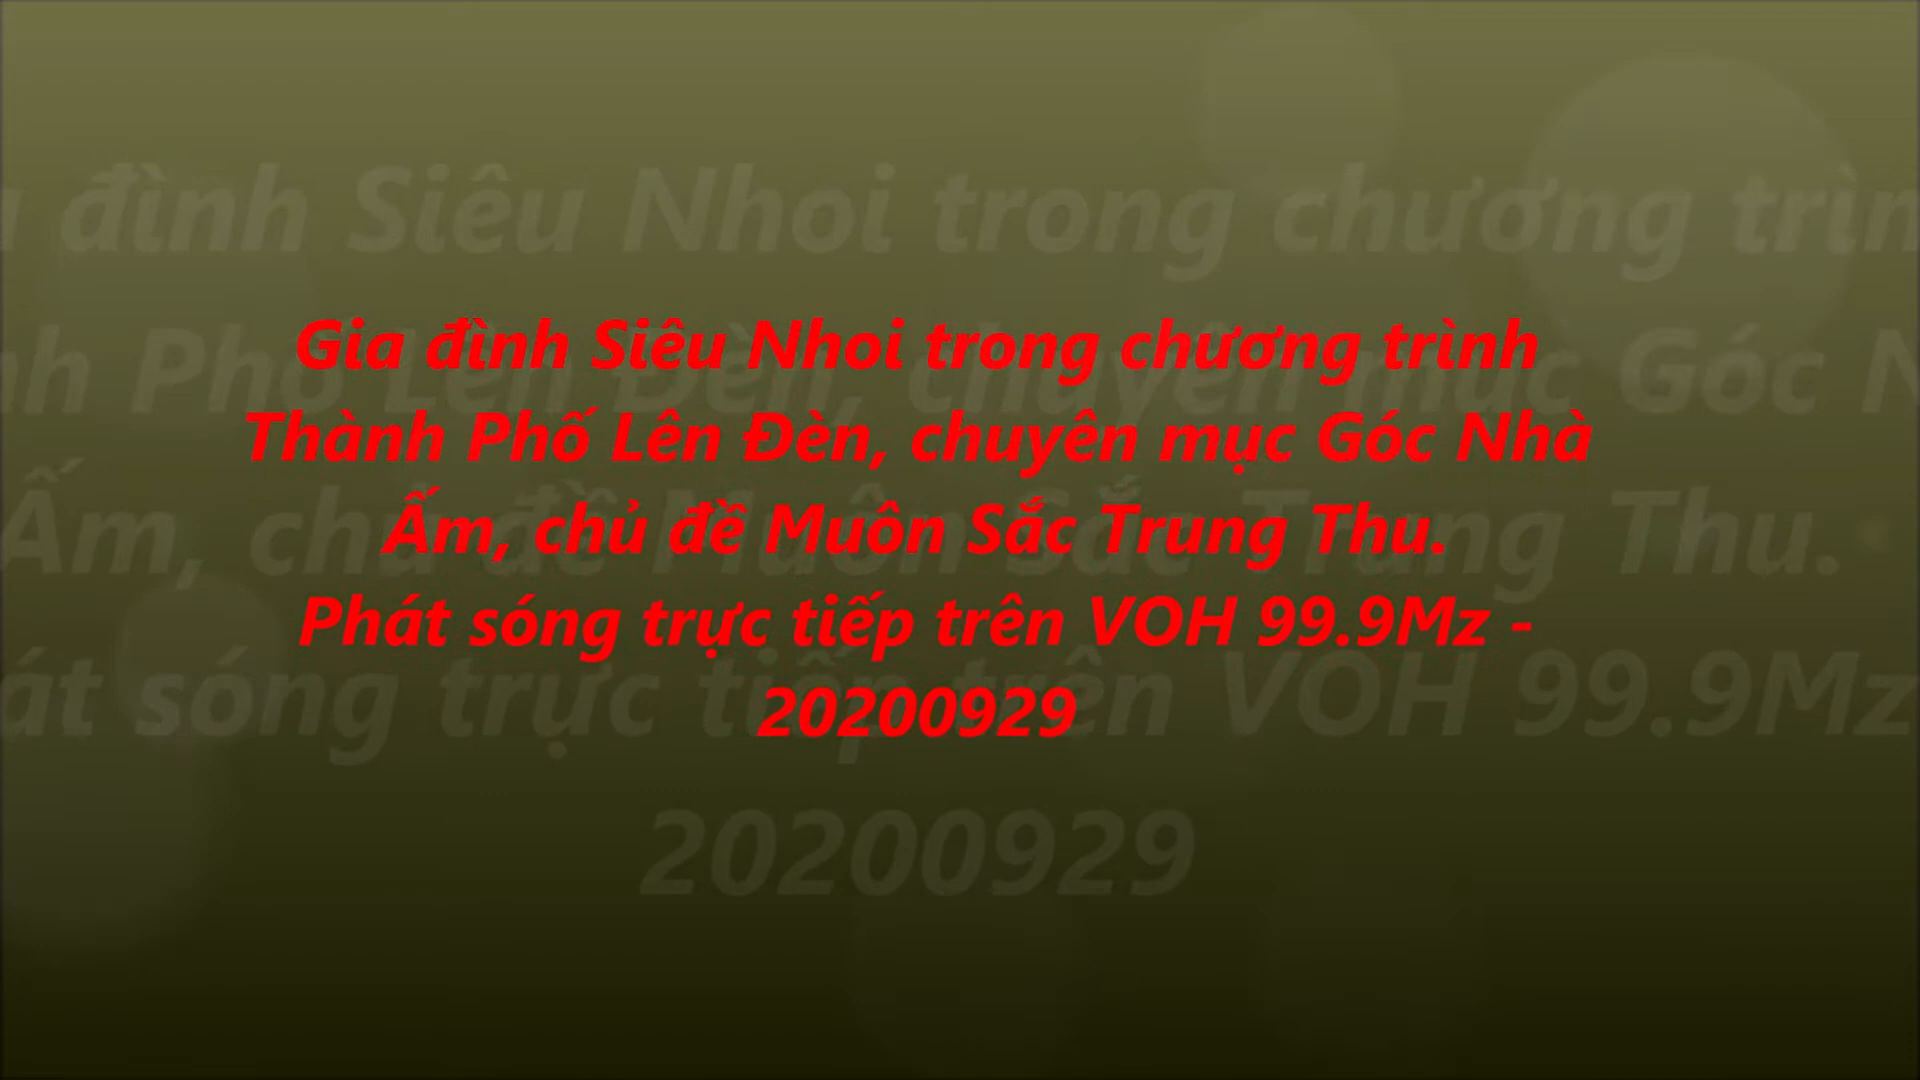 Gia đình Siêu Nhoi trong chương trình
Thành Phố Lên Đèn, chuyên mục Góc Nhà
Ấm, chủ đề Muôn Sắc Trung Thu.
Phát sóng trực tiếp trên VOH 99.9Mz -
20200929